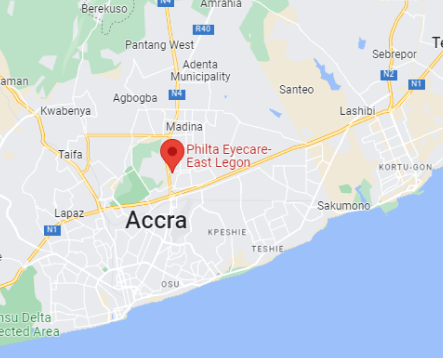 Amrahia
Berekuso
N4
R40
Pantang West
Te
Sebrepor
Adenta
Municipality
N2
N1
N4
Santeo
aman
Agbogba
Kwabenya
Lashibi
Madina
Taifa
Philta Eyecare-
East Legon
KORTU-GON
Lapaz
Sakumono
Accra
N1
KPESHIE
TESHIE
e
OSU
nsu Delta
ected Area